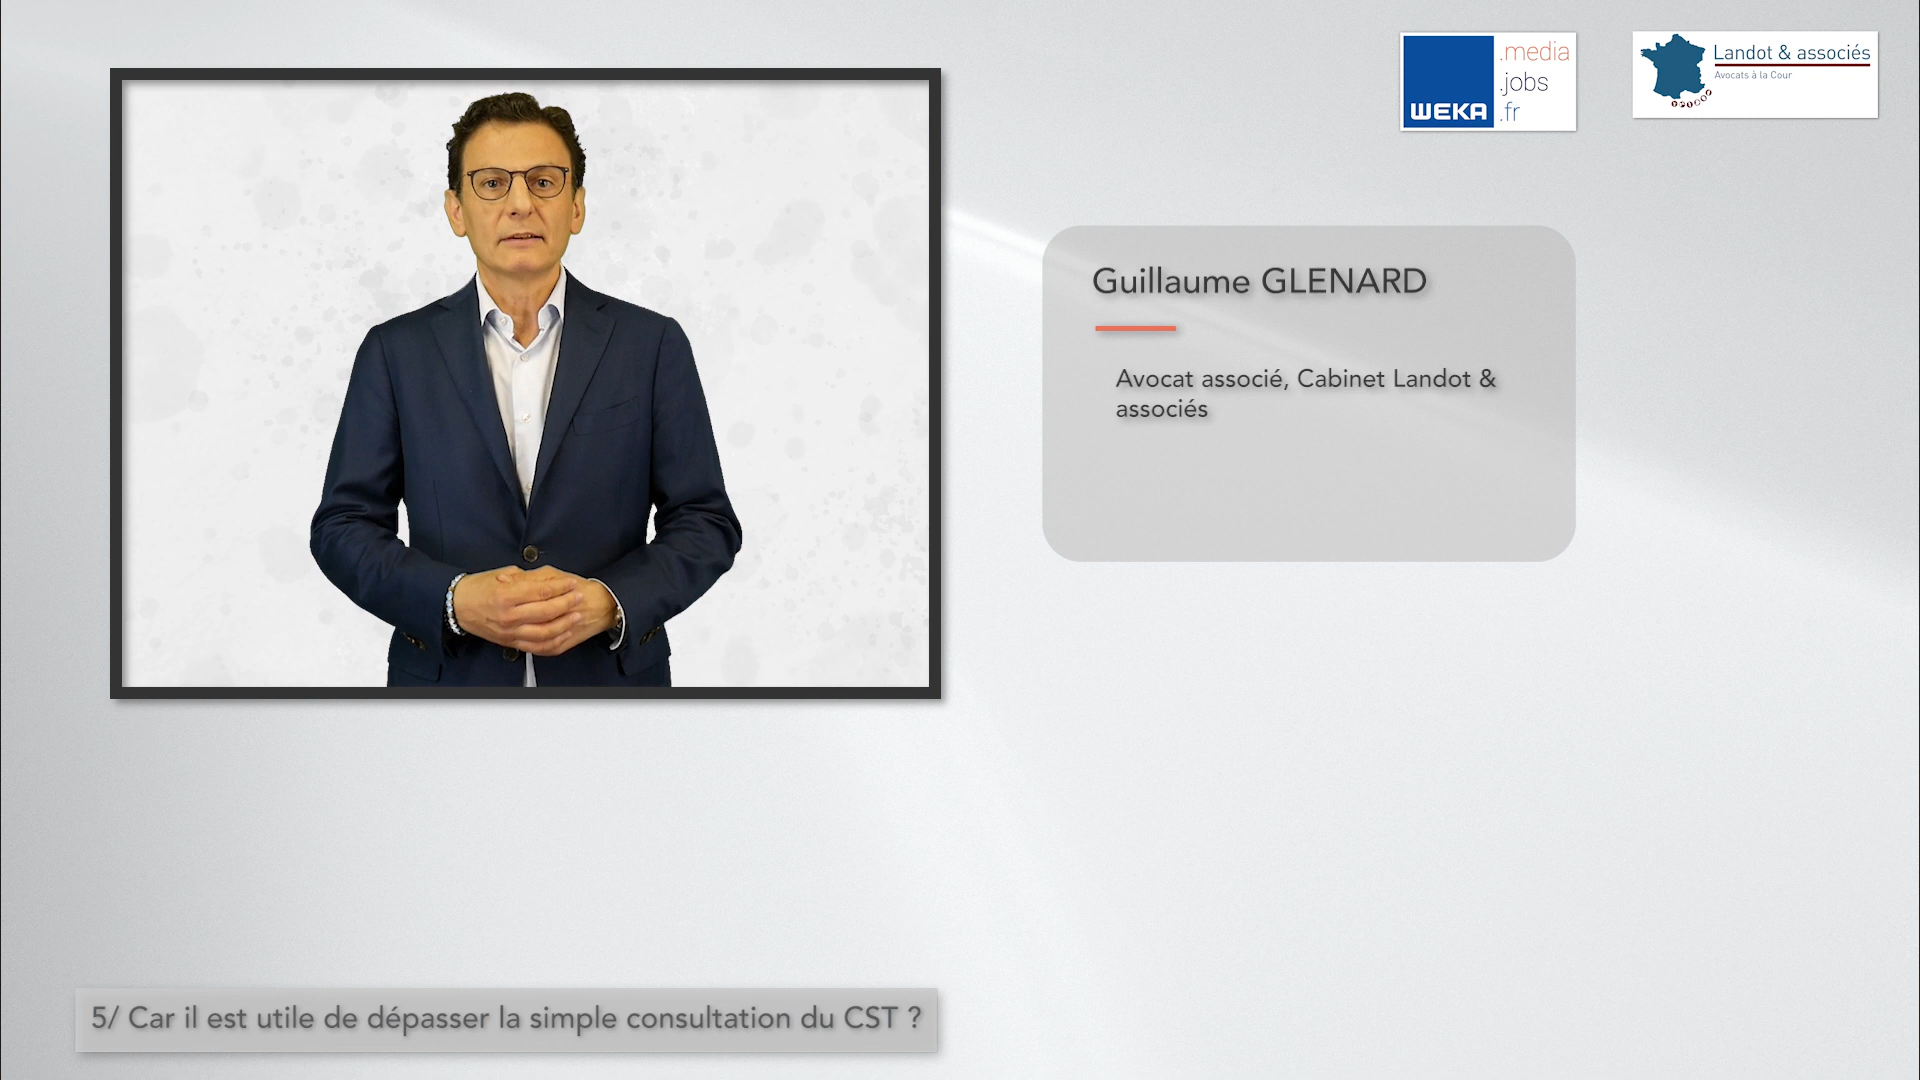 WEKA
.media
.jobs
.fr
Landot & associés
Avocats à la Cour
Guillaume GLENARD
Avocat associé, Cabinet Landot &
associés
5/ Car il est utile de dépasser la simple consultation du CST ?